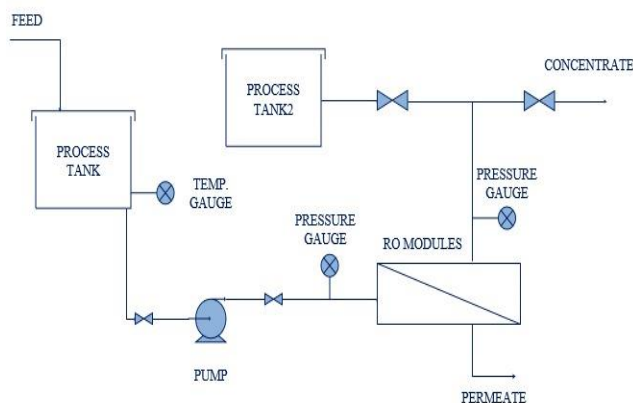 FEED
PROCESS
TANK
TEMP.
GAUGE
PROCESS
TANK2
CONCENTRATE
PRESSURE
GAUGE
PRESSURE
GAUGE
RO MODULES
PUMP
PERMEATE